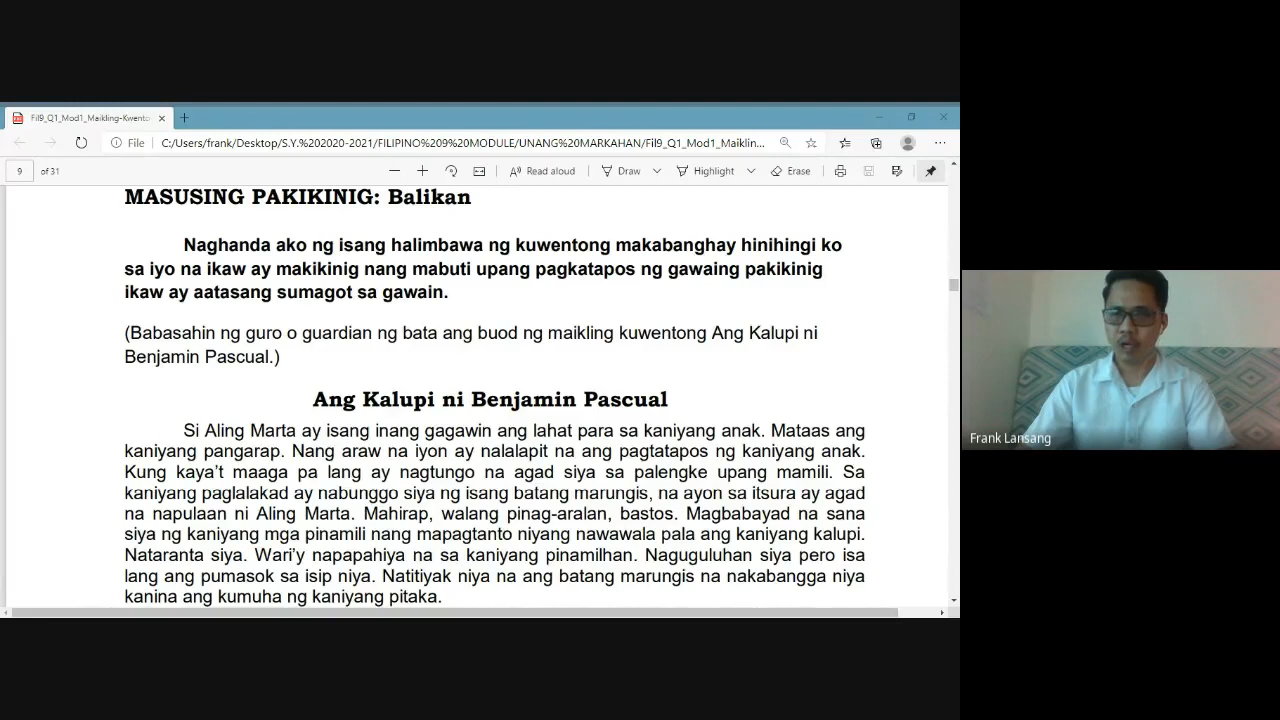 Fil9_Q1_Mod1_Maikling-Kwento
File C:/Users/frank/Desktop/S.Y.%202020-2021/FILIPINO%209%20MODULE/UNANG%20MARKAHAN/Fil9_Q1_Mod1_Maiklin...
9 of 31 Read aloud Draw Highlight Erase
MASUSING PAKIKINIG: Balikan
Naghanda ako ng isang halimbawa ng kuwentong makabanghay hinihingi ko
sa iyo na ikaw ay makikinig nang mabuti upang pagkatapos ng gawaing pakikinig
ikaw ay aatasang sumagot sa gawain.
(Babasahin ng guro o guardian ng bata ang buod ng maikling kuwentong Ang Kalupi ni
Benjamin Pascual.)
Ang Kalupi ni Benjamin Pascual
Si Aling Marta ay isang inang gagawin ang lahat para sa kaniyang anak. Mataas ang
kaniyang pangarap. Nang araw na iyon ay nalalapit na ang pagtatapos ng kaniyang anak.
Kung kaya't maaga pa lang ay nagtungo na agad siya sa palengke upang mamili. Sa
kaniyang paglalakad ay nabunggo siya ng isang batang marungis, na ayon sa itsura ay agad
na napulaan ni Aling Marta. Mahirap, walang pinag-aralan, bastos. Magbabayad na sana
siya ng kaniyang mga pinamili nang mapagtanto niyang nawawala pala ang kaniyang kalupi.
Nataranta siya. Wari'y napapahiya na sa kaniyang pinamilhan. Naguguluhan siya pero isa
lang ang pumasok sa isip niya. Natitiyak niya na ang batang marungis na nakabangga niya
kanina ang kumuha ng kaniyang pitaka.
Frank Lansang